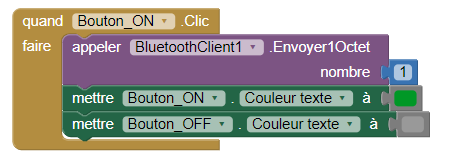 quand Bouton_ON .Clic
faire appeler BluetoothClient1 .Envoyer1Octet
nombre 1
mettre Bouton_ON . Couleur texte à
mettre Bouton_OFF . Couleur texte à